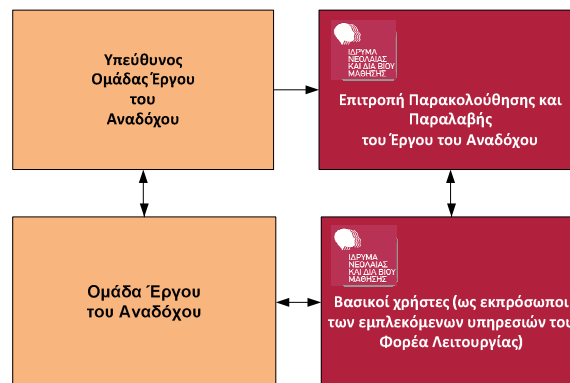 Υπεύθυνος
Ομάδας Έργου
του
Αναδόχου
ΙΔΡΥΜΑ
ΝΕΟΛΑΙΑΣ
ΚΑΙ ΔΙΑ ΒΙΟΥ
ΜΑΘΗΣΗΣ
Επιτροπή Παρακολούθησης και
Παραλαβής
του Έργου του Αναδόχου
Ομάδα Έργου
του Αναδόχου
ΙΔΡΥΜΑ
ΝΕΟΛΑΙΑΣ
ΚΑΙ ΔΙΑ ΒΙΟΥ
ΜΑΘΗΣΗΣ
Βασικοί χρήστες (ως εκπρόσωποι
των εμπλεκόμενων υπηρεσιών του
Φορέα Λειτουργίας)